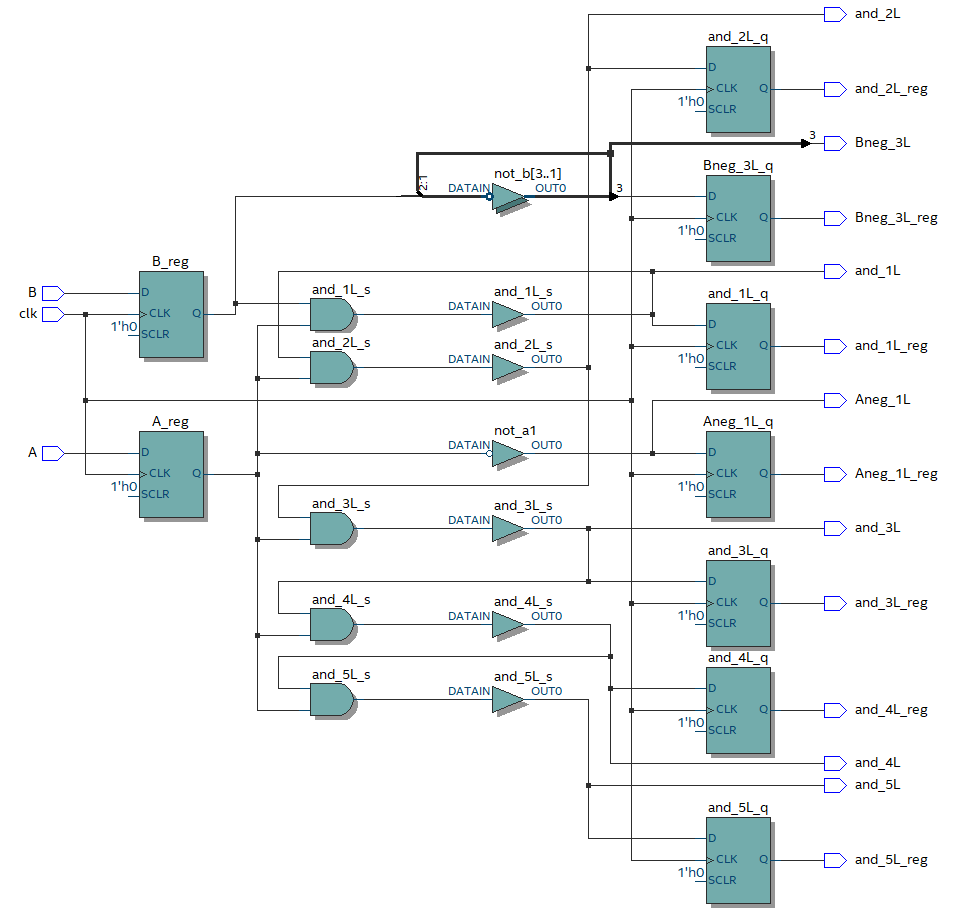 and_2L
and_2L_q
D
CLK Q and_2L_reg
1'h0 SCLR
3 Bneg_3L
2:1 not_b[3..1] Bneg_3L_q
DATAIN OUT0 3 D
CLK Q Bneg_3L_reg
1'h0 SCLR
B_reg and_1L
B D and_1L_s and_1L_s and_1L_q
clk CLK Q DATAIN OUT0 D
1'h0 SCLR
and_2L_s and_2L_s CLK Q and_1L_reg
DATAIN OUT0 1'h0 SCLR
Aneg_1L
A_reg not_a1 Aneg_1L_q
A D DATAIN OUT0 D
CLK Q CLK Q Aneg_1L_reg
1'h0 SCLR 1'h0 SCLR
and_3L_s and_3L_s
DATAIN OUT0 and_3L
and_3L_q
D
and_4L_s and_4L_s CLK Q and_3L_reg
DATAIN OUT0 1'h0 SCLR
and_4L_q
and_5L_s and_5L_s D
DATAIN OUT0 CLK Q and_4L_reg
1'h0 SCLR
and_4L
and_5L
and_5L_q
D
CLK Q and_5L_reg
1'h0 SCLR